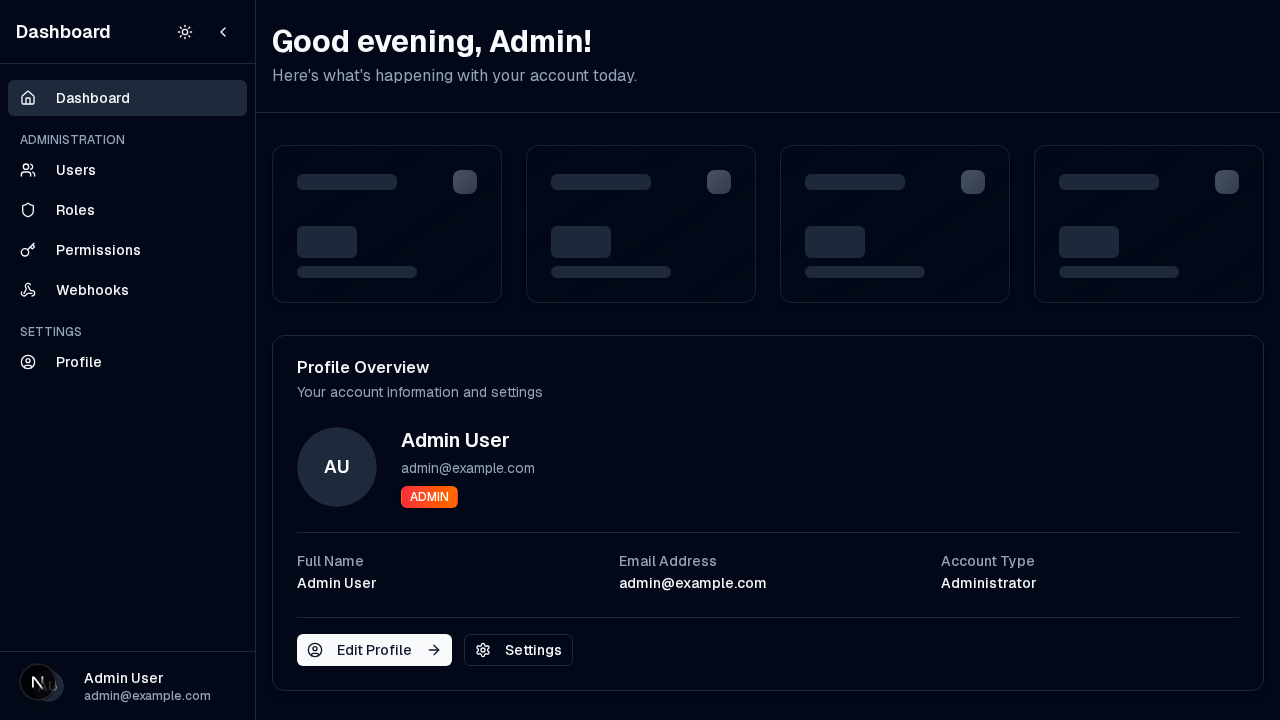 Dashboard
Dashboard
ADMINISTRATION
Users
Roles
Permissions
Webhooks
SETTINGS
Profile
N
Admin User
admin@example.com
Good evening, Admin!
Here's what's happening with your account today.
Profile Overview
Your account information and settings
AU
Admin User
admin@example.com
ADMIN
Full Name
Admin User
Email Address
admin@example.com
Account Type
Administrator
Edit Profile
Settings